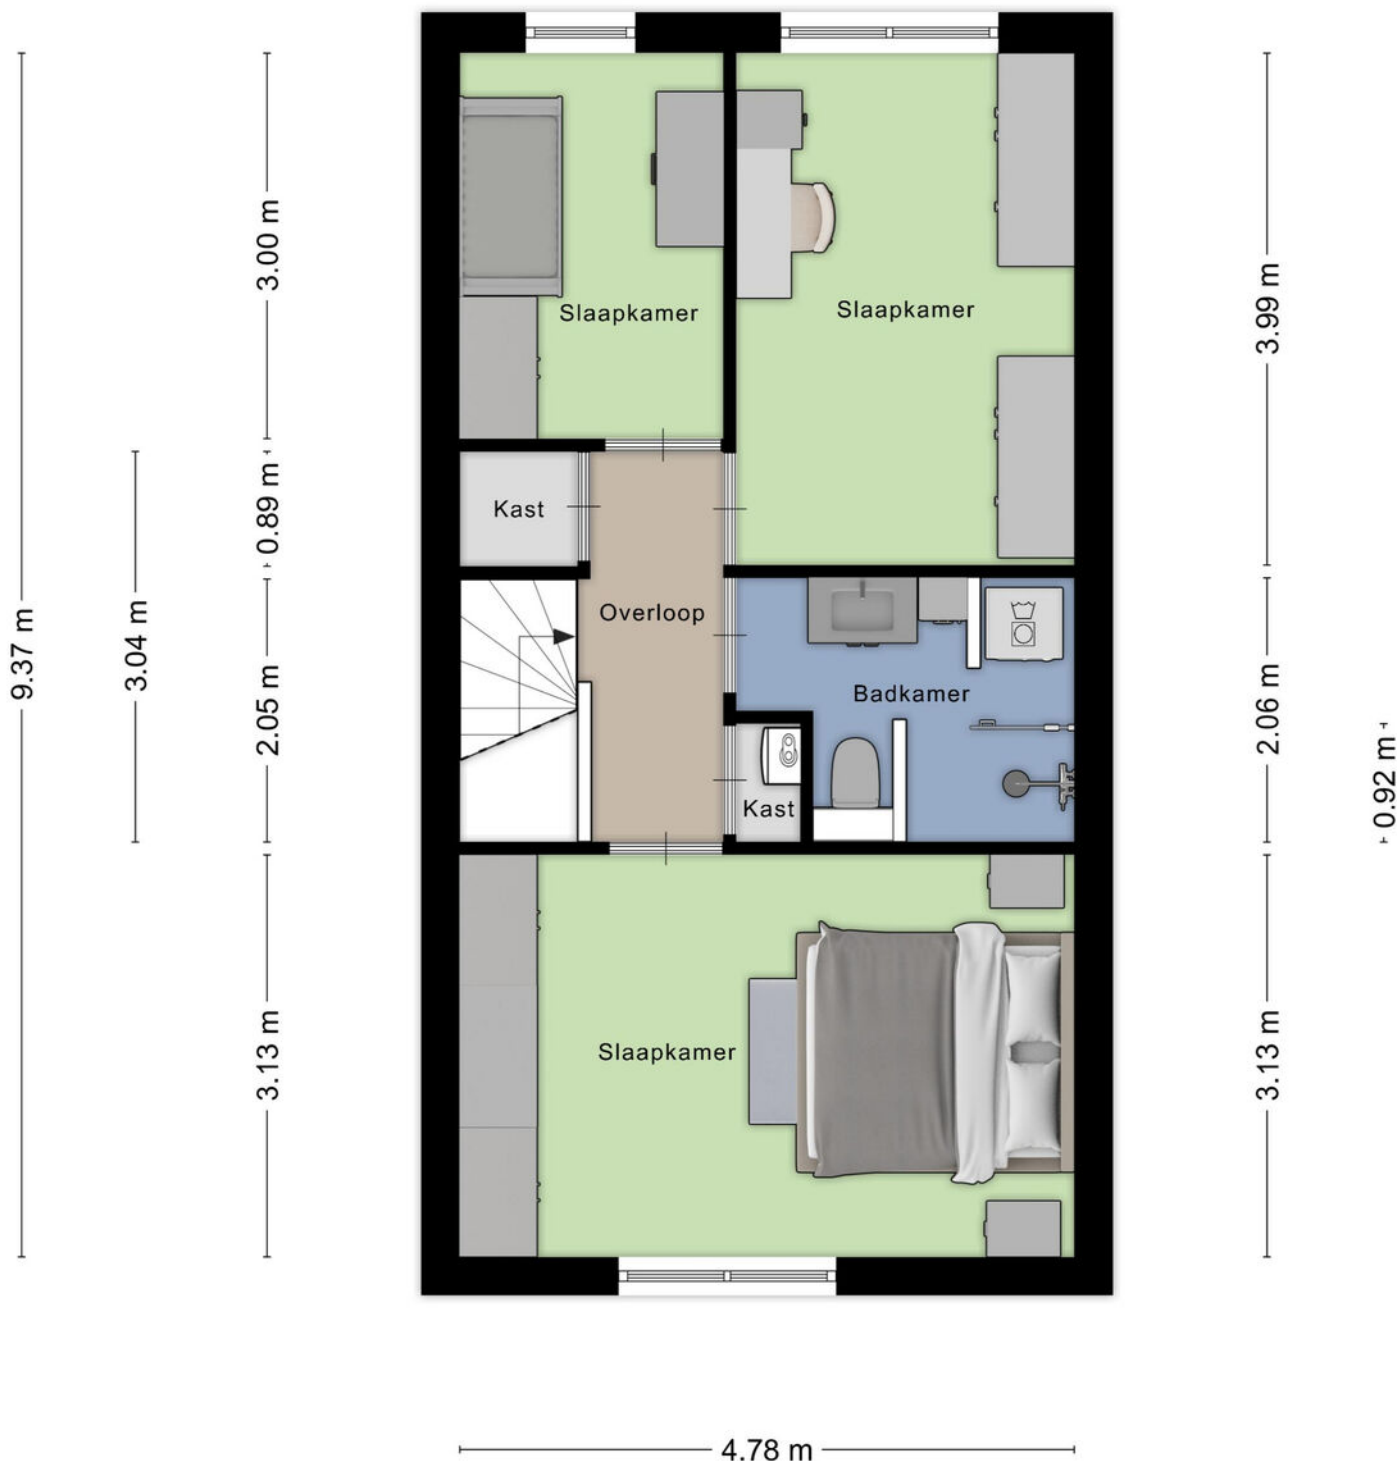 3.00 m
Slaapkamer
Slaapkamer
3.99 m
0.89 m
Kast
Overloop
9.37 m
3.04 m
2.05 m
Badkamer
2.06 m
0.92 m
Kast
3.13 m
Slaapkamer
3.13 m
4.78 m